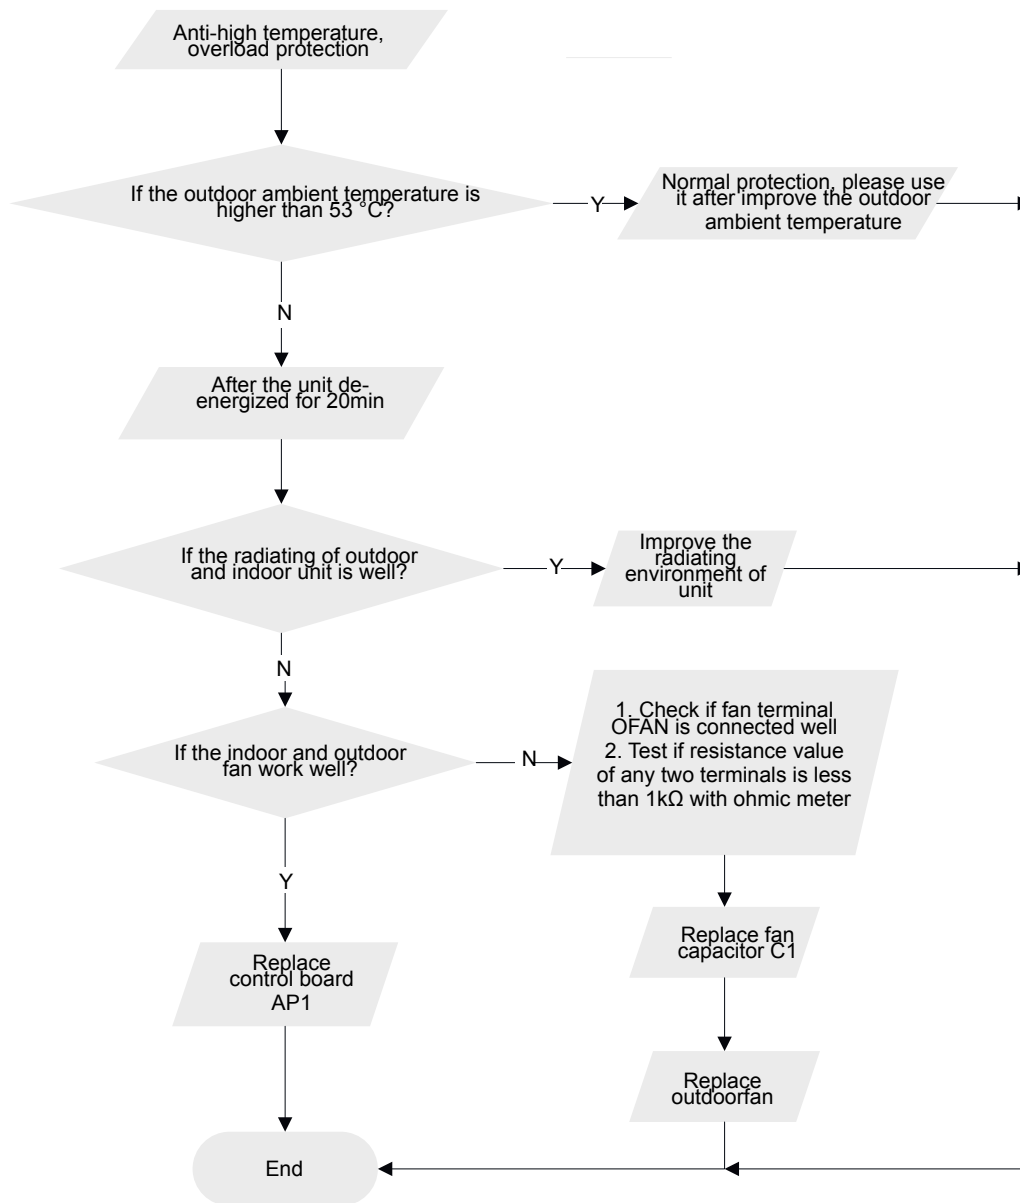 Anti-high temperature,
overload protection
If the outdoor ambient temperature is
higher than 53 °C?
Y
Normal protection, please use
it after improve the outdoor
ambient temperature
N
After the unit de-
energized for 20min
If the radiating of outdoor
and indoor unit is well?
Y
Improve the
radiating
environment of
unit
N
If the indoor and outdoor
fan work well?
N
1. Check if fan terminal
OFAN is connected well
2. Test if resistance value
of any two terminals is less
than 1kΩ with ohmic meter
Y
Replace fan
capacitor C1
Replace
control board
AP1
Replace
outdoorfan
End